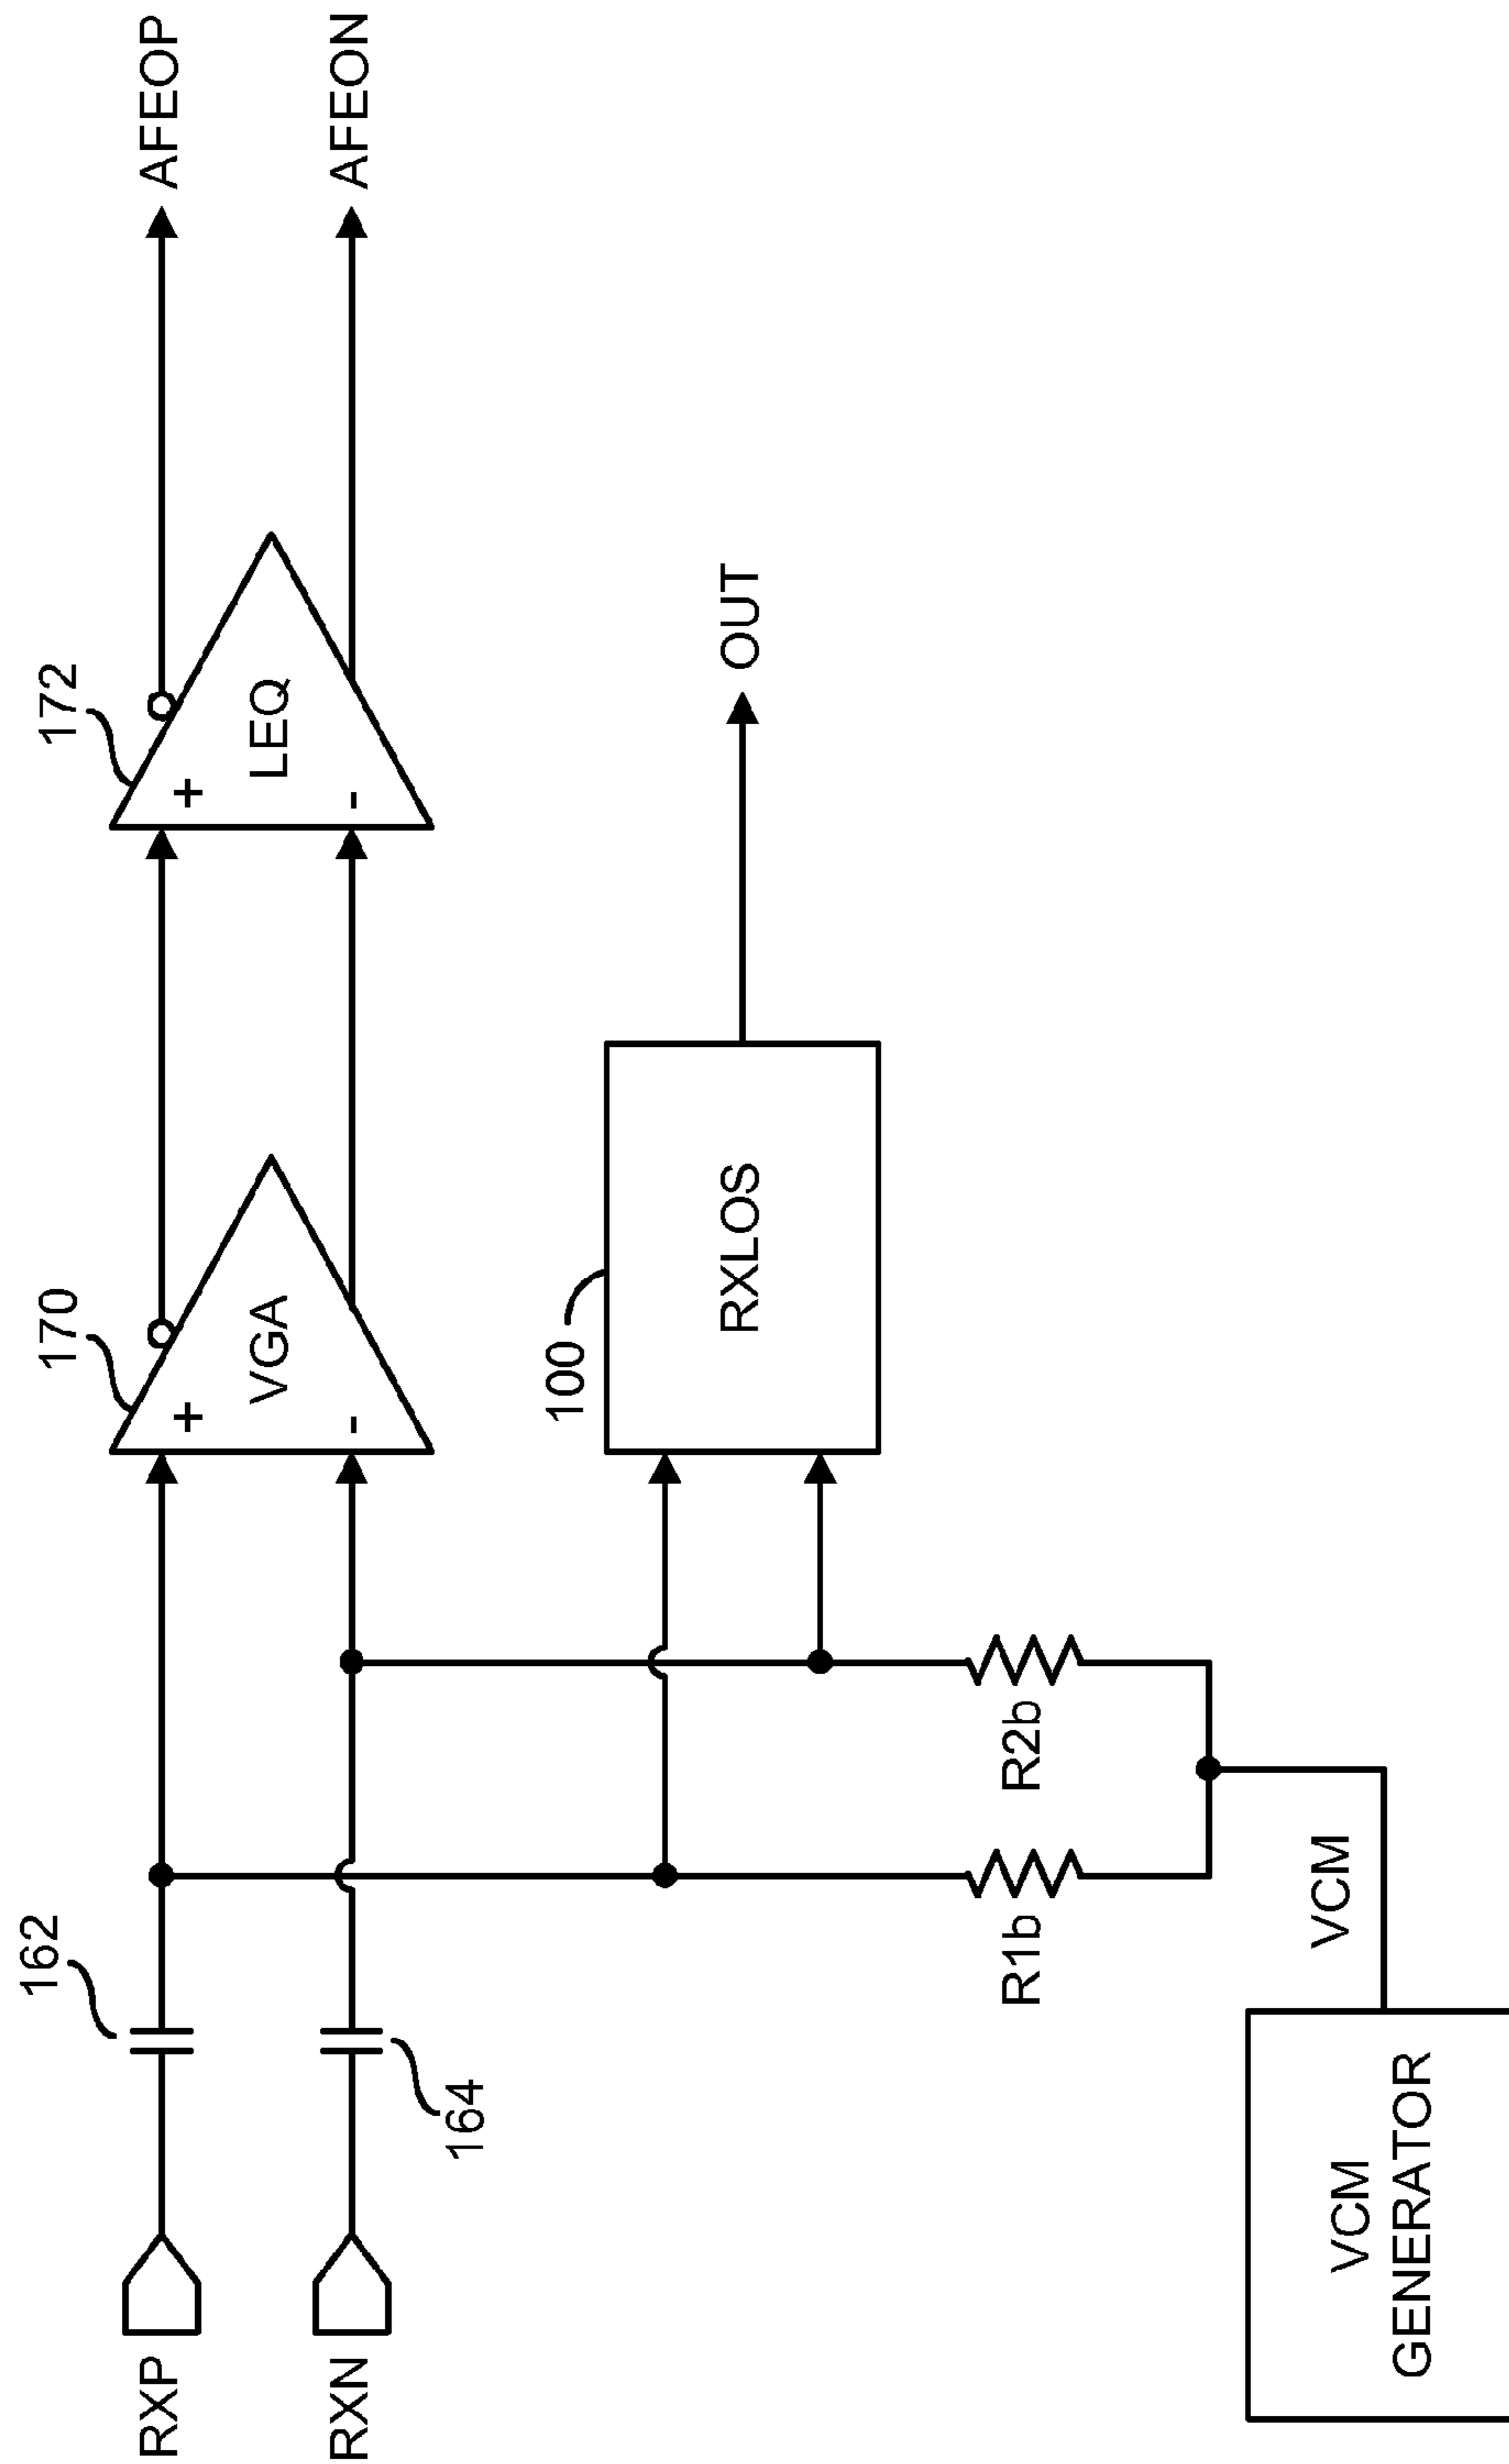 RXP
162
170
+
VGA
-
172
+
LEQ
-
AFEOP
RXN
164
AFEON
100
RXLOS
OUT
R1b
R2b
VCM
VCM
GENERATOR